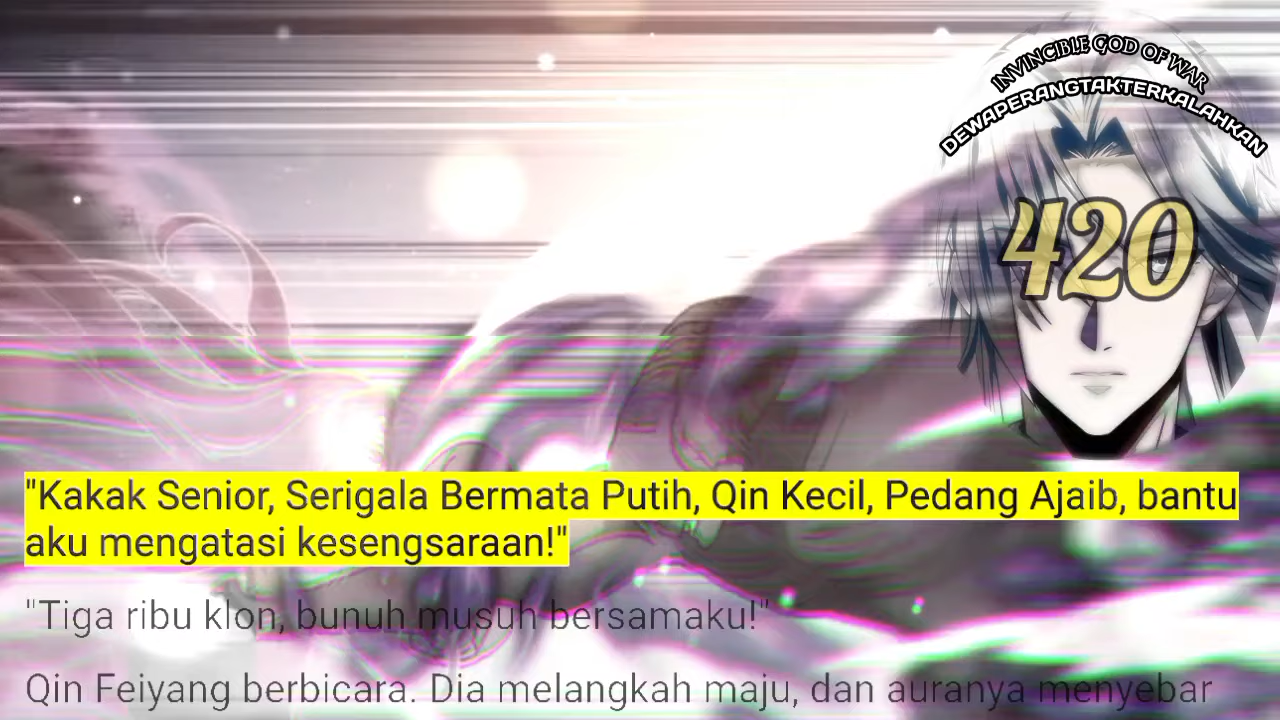 INVINCIBLE GOD OF WAR
DEWAPERANGTAKTERKALAHKAN
420
"Kakak Senior, Serigala Bermata Putih, Qin Kecil, Pedang Ajaib, bantu
aku mengatasi kesengsaraan!"
"Tiga ribu klon, bunuh musuh bersamaku!"
Qin Feiyang berbicara. Dia melangkah maju, dan auranya menyebar